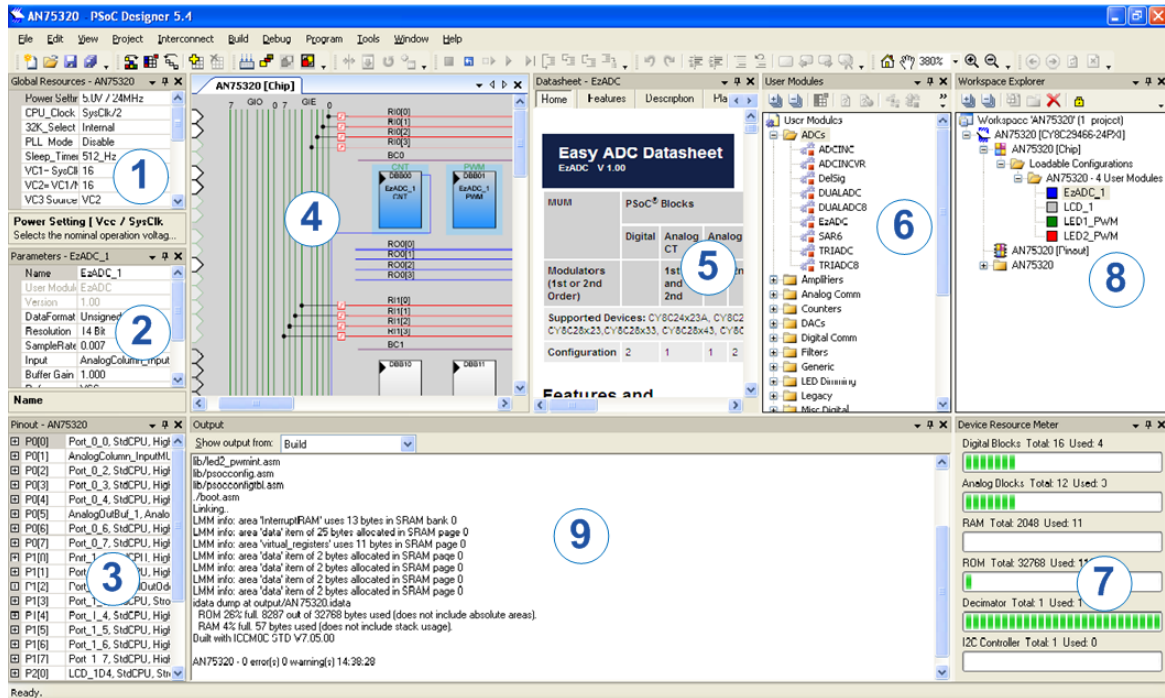 AN75320 - PSoC Designer 5.4
File Edit View Project Interconnect Build Debug Program Tools Window Help
380%
Global Resources - AN75320
Power Settir 5.0V / 24MHz
CPU_Clock SysClk/2
32K_Select Internal
PLL_Mode Disable
Sleep_Timer 512_Hz
VC1= SysCl 16
VC2= VC1/N 16
VC3 Source VC2
1
Power Setting [ Vcc / SysClk
Selects the nominal operation voltag...
Parameters - EzADC_1
Name EzADC_1
User Module EzADC
Version 1.00
DataFormat Unsigned
Resolution 14 Bit
SampleRate 0.007
Input AnalogColumn_Input
Buffer Gain 1.000
2
Name
Pinout - AN75320
P0[0] Port_0_0, StdCPU, High
P0[1] AnalogColumn_InputMU
P0[2] Port_0_2, StdCPU, High
P0[3] Port_0_3, StdCPU, High
P0[4] Port_0_4, StdCPU, High
P0[5] AnalogOutBuf_1, Analo
P0[6] Port_0_6, StdCPU, High
P0[7] Port_0_7, StdCPU, High
P1[0]
P1[1]
P1[2]
P1[3]
P1[4] Port_1_4, StdCPU, High
P1[5] Port_1_5, StdCPU, High
P1[6] Port_1_6, StdCPU, High
P1[7] Port_1_7, StdCPU, High
P2[0] LCD_1D4, StdCPU, Stro
3
AN75320 [Chip]
7 GIO 0 7 GIE 0
RI0[0]
RI0[1]
RI0[2]
RI0[3]
BC0
CNT PWM
DBB00 DBB01
EzADC_1 EzADC_1
CNT PWM
4
RO0[0]
RO0[1]
RO0[2]
RO0[3]
RI1[0]
RI1[1]
RI1[2]
RI1[3]
BC1
DBB10 DBB11
Datasheet - EzADC
Home Features Description Pla
Easy ADC Datasheet
EzADC V 1.00
MUM PSoC® Blocks
Digital Analog CT Analog
Modulators (1st or 2nd Order) 1st and 2nd
5
Supported Devices: CY8C24x23A, CY8C
CY8C28x23, CY8C28x33, CY8C28x43, CY8C
Configuration 2 1 1 2
Features and
User Modules
User Modules
ADCs
ADCINC
ADCINCVR
DelSig
DUALADC
DUALADC8
EzADC
SAR6
TRIADC
TRIADC8
Amplifiers
Analog Comm
Counters
DACs
Digital Comm
Filters
Generic
LED Dimming
Legacy
Misc Digital
6
Workspace Explorer
Workspace 'AN75320' (1 project)
AN75320 [CY8C29466-24PXI]
AN75320 [Chip]
Loadable Configurations
AN75320 - 4 User Modules
EzADC_1
LCD_1
LED1_PWM
LED2_PWM
AN75320 [Pinout]
AN75320
8
Output
Show output from: Build
lib/led2_pwmint.asm
lib/psocconfig.asm
lib/psocconfigtbl.asm
./boot.asm
Linking..
LMM info: area 'InterruptRAM' uses 13 bytes in SRAM bank 0
LMM info: area 'data' item of 25 bytes allocated in SRAM page 0
LMM info: area 'virtual_registers' uses 11 bytes in SRAM page 0
LMM info: area 'data' item of 2 bytes allocated in SRAM page 0
LMM info: area 'data' item of 2 bytes allocated in SRAM page 0
LMM info: area 'data' item of 2 bytes allocated in SRAM page 0
LMM info: area 'data' item of 2 bytes allocated in SRAM page 0
idata dump at output/AN75320.idata
ROM 26% full. 8287 out of 32768 bytes used (does not include absolute areas).
RAM 4% full. 57 bytes used (does not include stack usage).
Built with ICCM8C STD V7.05.00
AN75320 - 0 error(s) 0 warning(s) 14:38:28
9
Device Resource Meter
Digital Blocks Total: 16 Used: 4
Analog Blocks Total: 12 Used: 3
RAM Total: 2048 Used: 11
ROM Total: 32768 Used:
Decimator Total: 1 Used: 1
I2C Controller Total: 1 Used: 0
7
Ready.